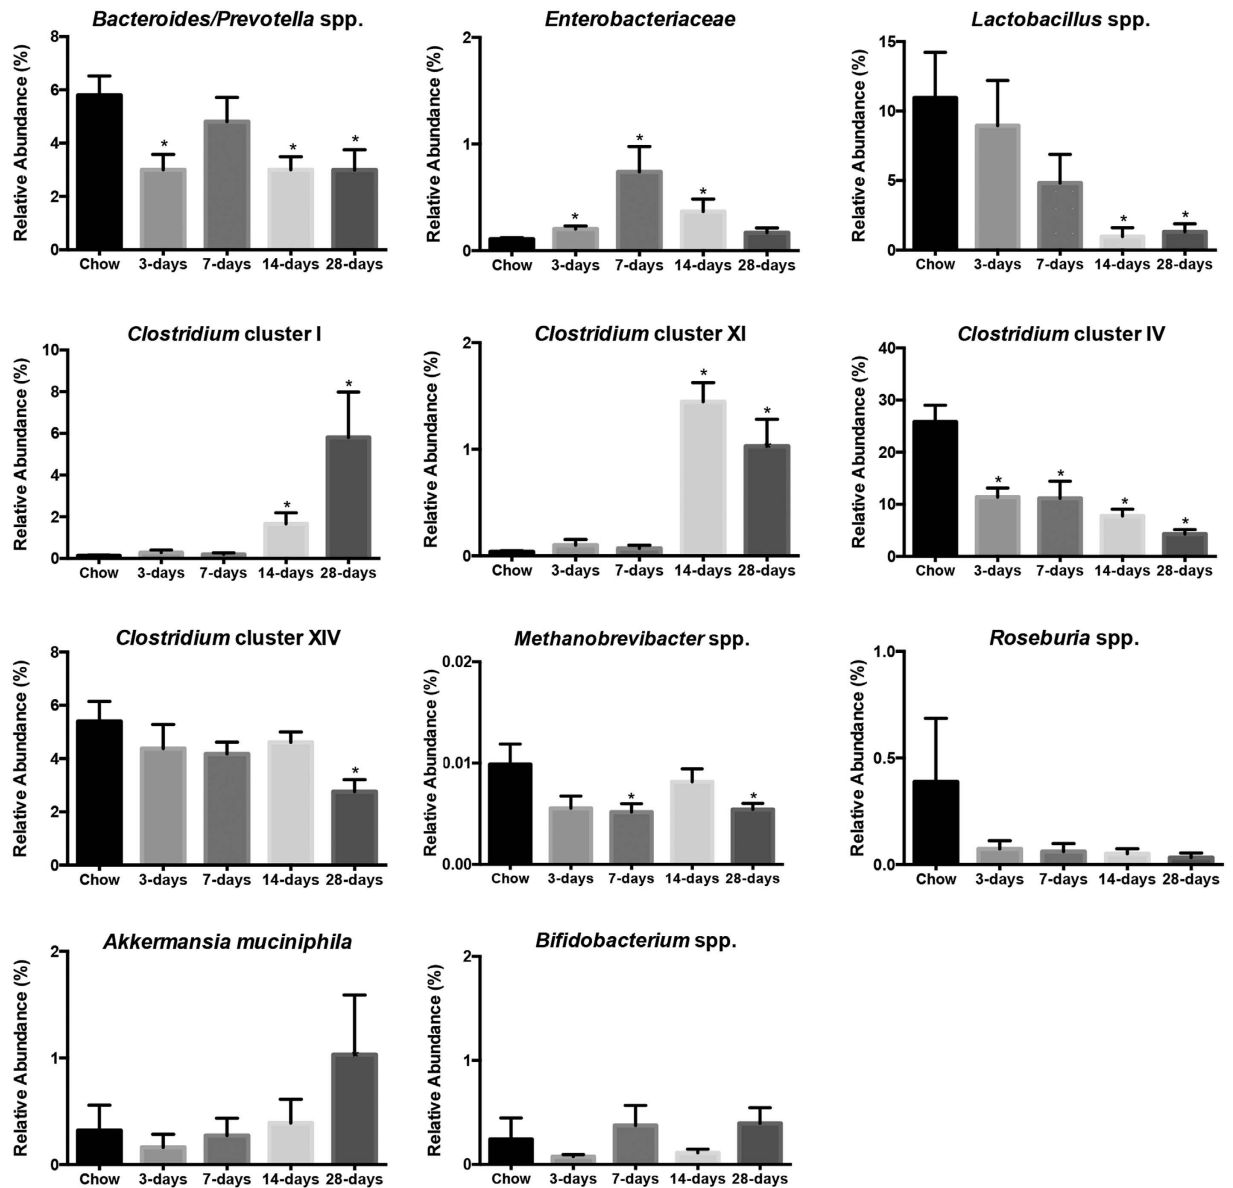 Bacteroides/Prevotella spp.
Relative Abundance (%)
8
6
4
2
0
* * *
Chow 3-days 7-days 14-days 28-days
Enterobacteriaceae
Relative Abundance (%)
2
1
0
* * *
Chow 3-days 7-days 14-days 28-days
Lactobacillus spp.
Relative Abundance (%)
15
10
5
0
* *
Chow 3-days 7-days 14-days 28-days
Clostridium cluster I
Relative Abundance (%)
10
8
6
4
2
0
* *
Chow 3-days 7-days 14-days 28-days
Clostridium cluster XI
Relative Abundance (%)
2
1
0
* *
Chow 3-days 7-days 14-days 28-days
Clostridium cluster IV
Relative Abundance (%)
40
30
20
10
0
* * * *
Chow 3-days 7-days 14-days 28-days
Clostridium cluster XIV
Relative Abundance (%)
8
6
4
2
0
*
Chow 3-days 7-days 14-days 28-days
Methanobrevibacter spp.
Relative Abundance (%)
0.02
0.01
0.00
* *
Chow 3-days 7-days 14-days 28-days
Roseburia spp.
Relative Abundance (%)
1.0
0.5
0.0
Chow 3-days 7-days 14-days 28-days
Akkermansia muciniphila
Relative Abundance (%)
2
1
0
Chow 3-days 7-days 14-days 28-days
Bifidobacterium spp.
Relative Abundance (%)
2
1
0
Chow 3-days 7-days 14-days 28-days